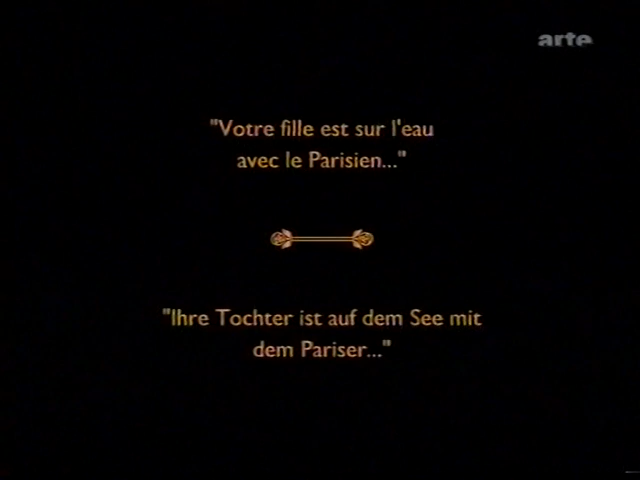 arte
"Votre fille est sur l'eau
avec le Parisien..."
"Ihre Tochter ist auf dem See mit
dem Pariser..."